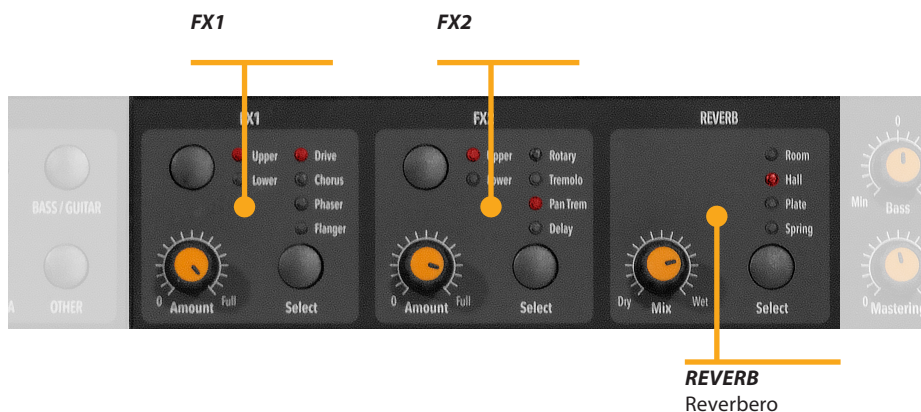 FX1
FX2
FX1
FX2
REVERB
Upper
Drive
Lower
Chorus
Phaser
Flanger
0
Amount
Full
Select
Upper
Rotary
Lower
Tremolo
Pan Trem
Delay
0
Amount
Full
Select
Room
Hall
Plate
Spring
Dry
Mix
Wet
Select
BASS / GUITAR
OTHER
A
0
Min
Bass
0
Mastering
REVERB
Reverbero